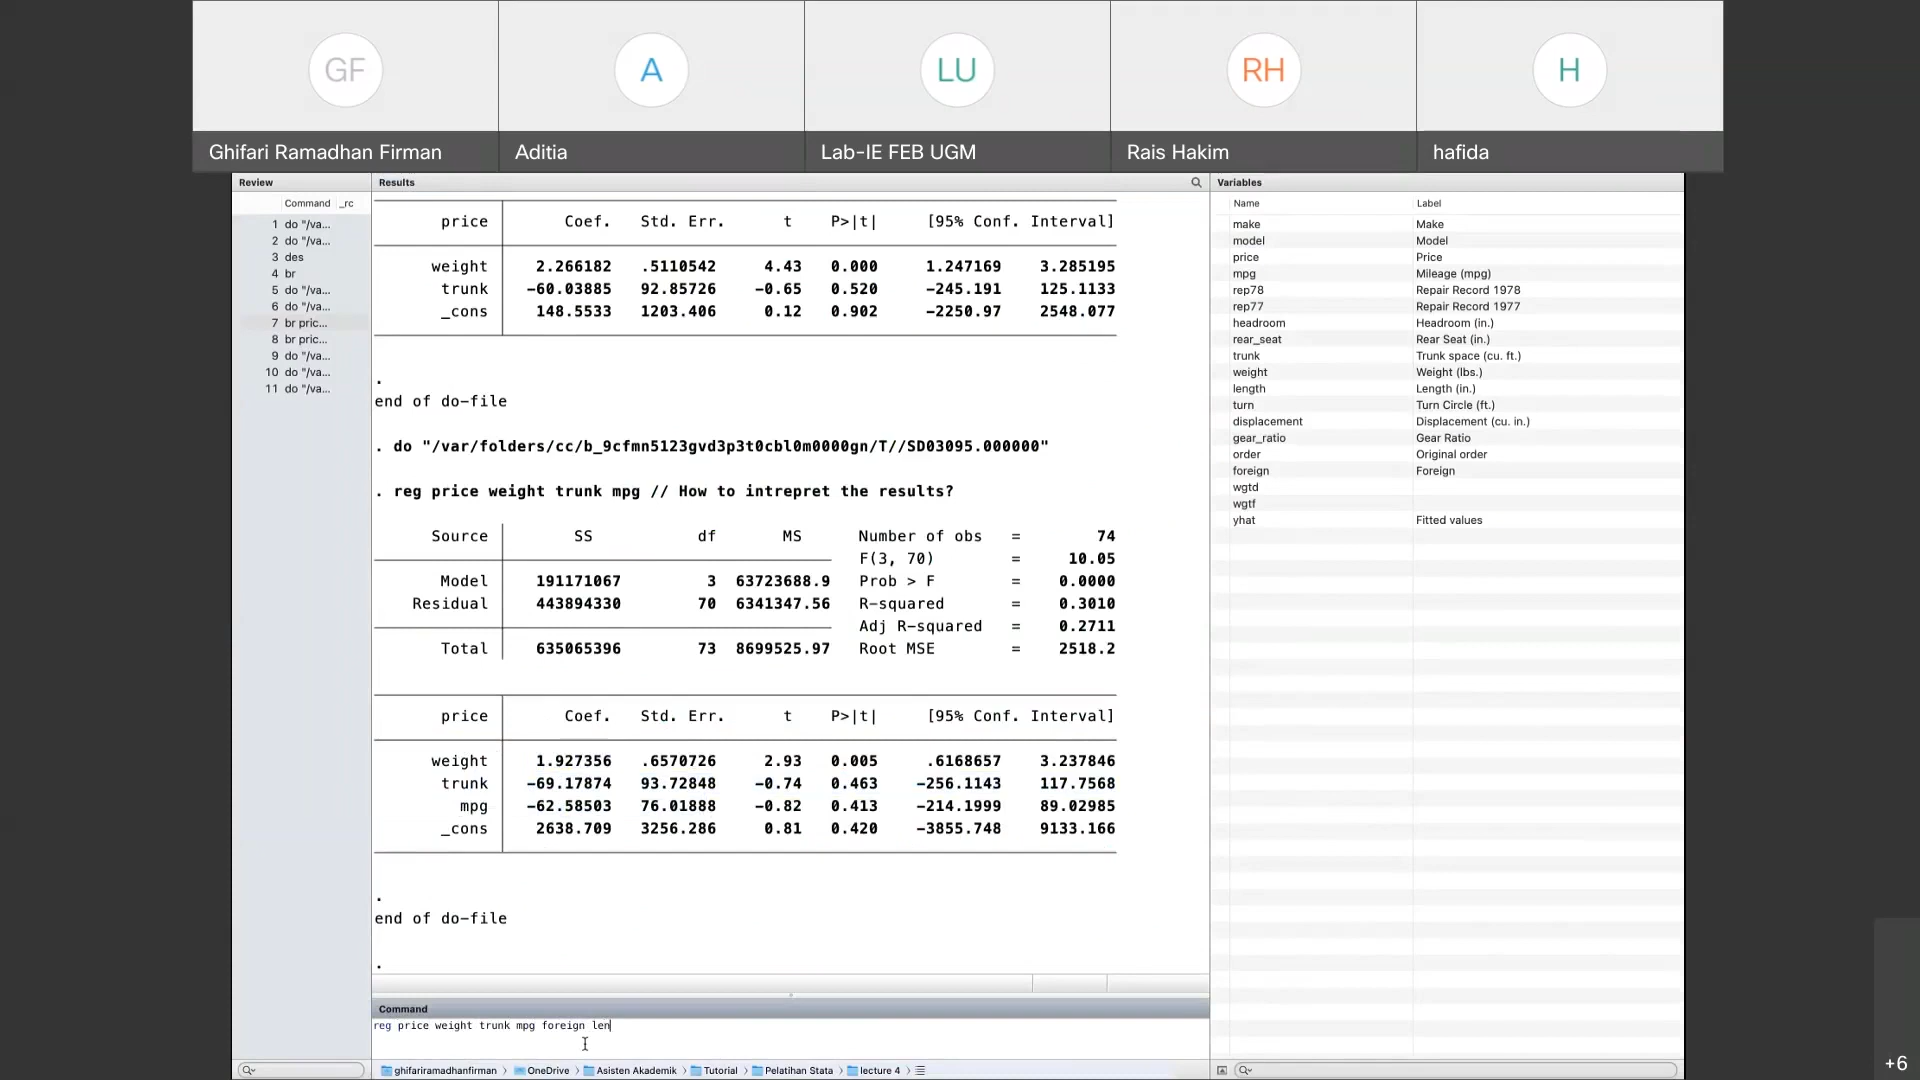 GF
A
LU
RH
H
Ghifari Ramadhan Firman
Aditia
Lab-IE FEB UGM
Rais Hakim
hafida
Review
Command _rc
1 do "/va...
2 do "/va...
3 des
4 br
5 do "/va...
6 do "/va...
7 br pric...
8 br pric...
9 do "/va...
10 do "/va...
11 do "/va...
Results
price Coef. Std. Err. t P>|t| [95% Conf. Interval]
weight 2.266182 .5110542 4.43 0.000 1.247169 3.285195
trunk -60.03885 92.85726 -0.65 0.520 -245.191 125.1133
_cons 148.5533 1203.406 0.12 0.902 -2250.97 2548.077
.
end of do-file
. do "/var/folders/cc/b_9cfmn5123gvd3p3t0cbl0m0000gn/T//SD03095.000000"
. reg price weight trunk mpg // How to intrepret the results?
Source SS df MS Number of obs = 74
F(3, 70) = 10.05
Model 191171067 3 63723688.9 Prob > F = 0.0000
Residual 443894330 70 6341347.56 R-squared = 0.3010
Adj R-squared = 0.2711
Total 635065396 73 8699525.97 Root MSE = 2518.2
price Coef. Std. Err. t P>|t| [95% Conf. Interval]
weight 1.927356 .6570726 2.93 0.005 .6168657 3.237846
trunk -69.17874 93.72848 -0.74 0.463 -256.1143 117.7568
mpg -62.58503 76.01888 -0.82 0.413 -214.1999 89.02985
_cons 2638.709 3256.286 0.81 0.420 -3855.748 9133.166
.
end of do-file
.
Command
reg price weight trunk mpg foreign len
ghifariramadhanfirman OneDrive Asisten Akademik Tutorial Pelatihan Stata lecture 4
Variables
Name Label
make Make
model Model
price Price
mpg Mileage (mpg)
rep78 Repair Record 1978
rep77 Repair Record 1977
headroom Headroom (in.)
rear_seat Rear Seat (in.)
trunk Trunk space (cu. ft.)
weight Weight (lbs.)
length Length (in.)
turn Turn Circle (ft.)
displacement Displacement (cu. in.)
gear_ratio Gear Ratio
order Original order
foreign Foreign
wgtd
wgtf
yhat Fitted values
+6